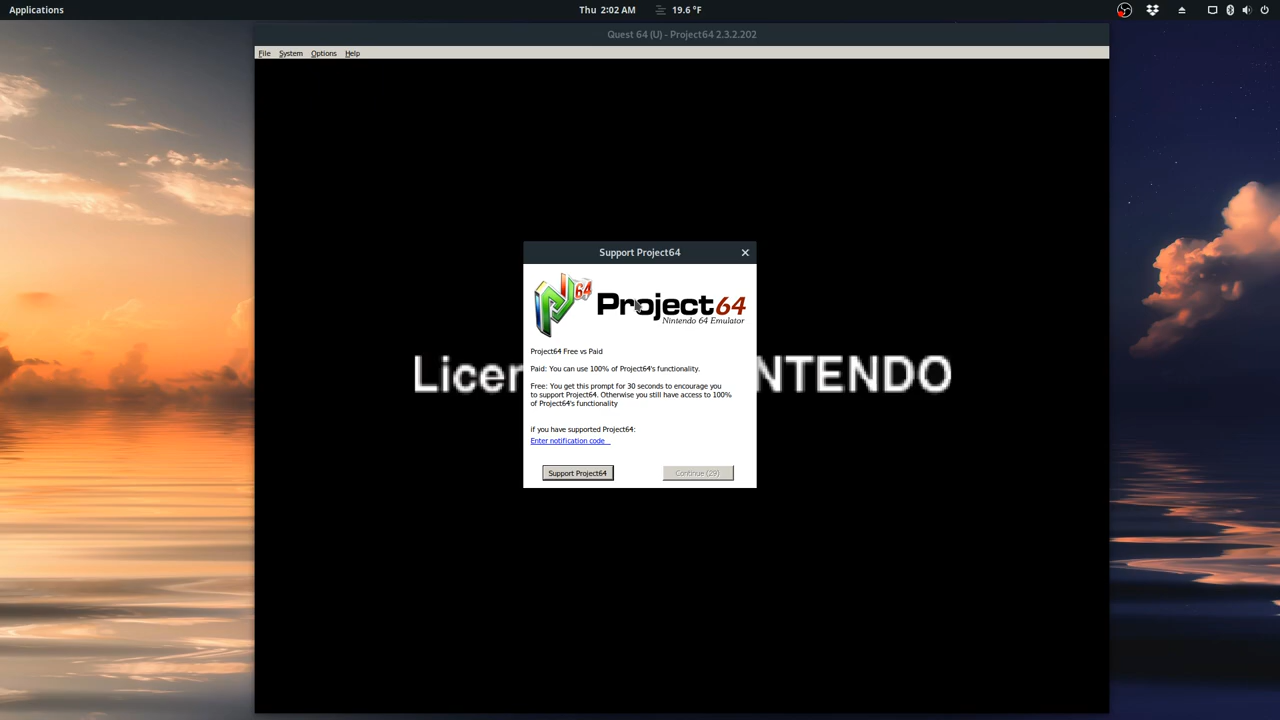 Applications
Thu 2:02 AM
19.6 °F
Quest 64 (U) - Project64 2.3.2.202
File System Options Help
Support Project64
64
Project64
Nintendo 64 Emulator
Project64 Free vs Paid
Paid: You can use 100% of Project64's functionality.
Licen NTENDO
Free: You get this prompt for 30 seconds to encourage you
to support Project64. Otherwise you still have access to 100%
of Project64's functionality
if you have supported Project64:
Enter notification code
Support Project64
Continue (29)